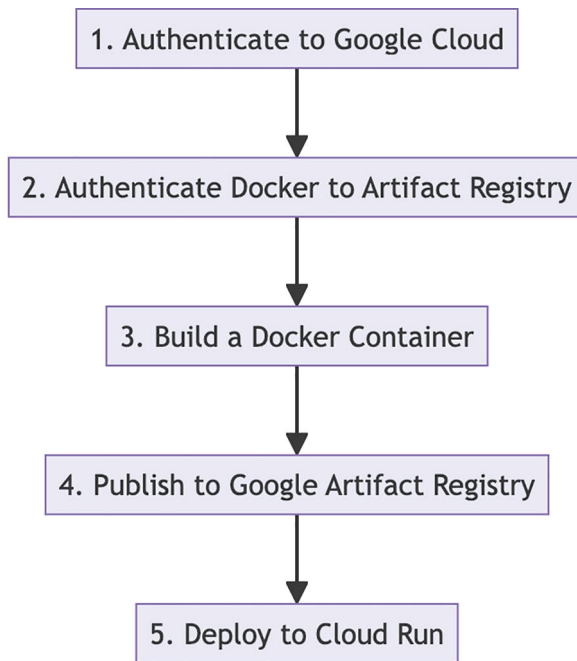 1. Authenticate to Google Cloud
2. Authenticate Docker to Artifact Registry
3. Build a Docker Container
4. Publish to Google Artifact Registry
5. Deploy to Cloud Run